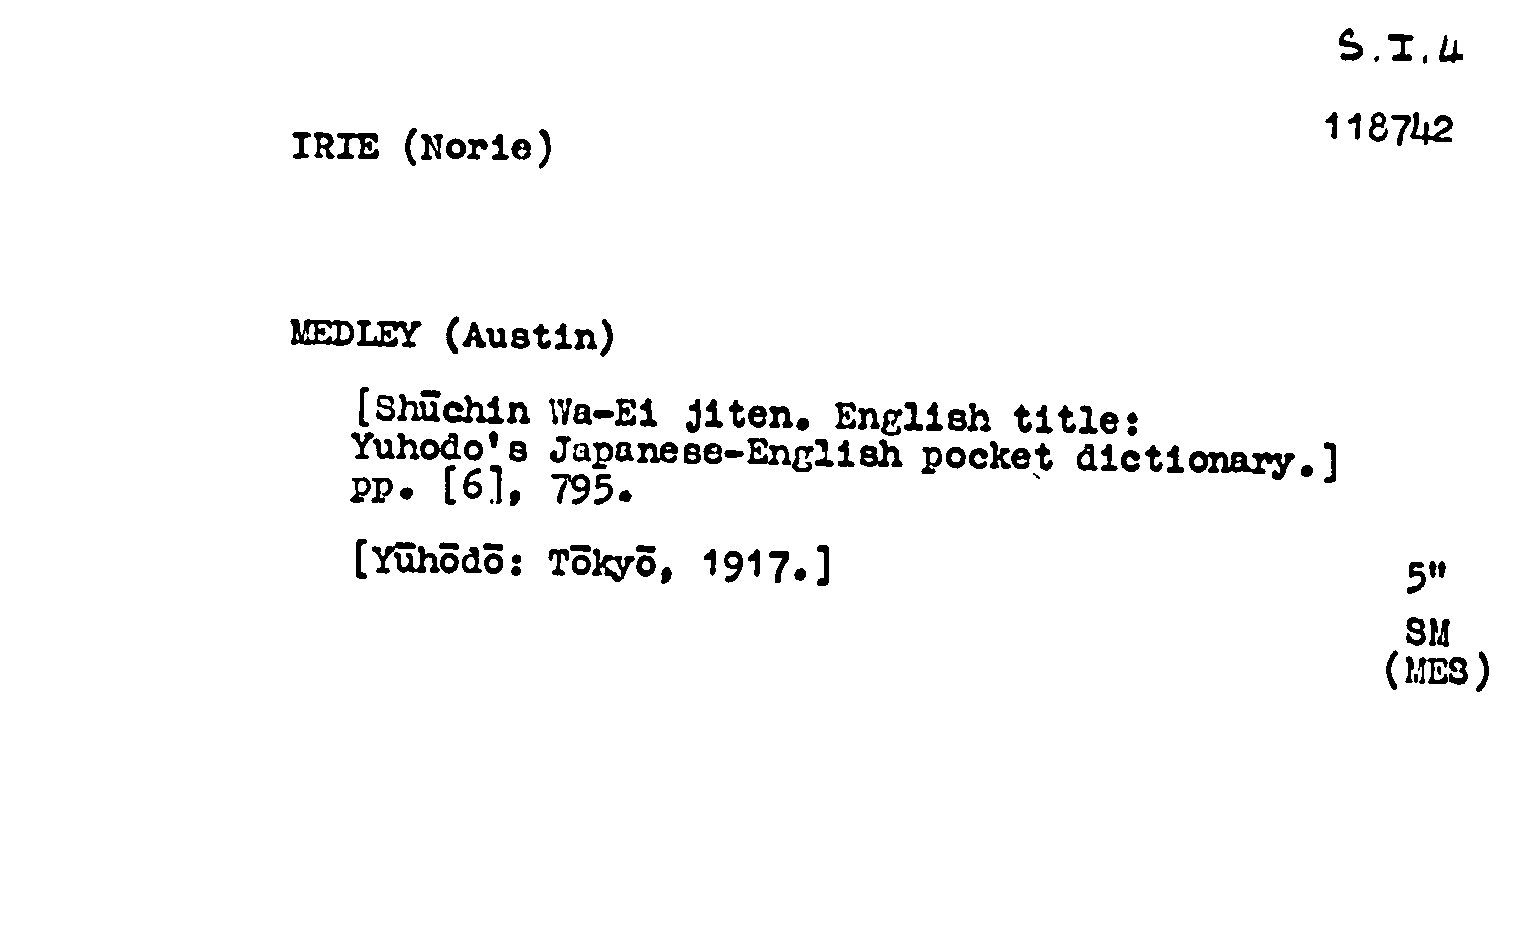 S.I.4
118742
IRIE (Norie)
MEDLEY (Austin)
[Shūchin Wa-Ei jiten. English title:
Yuhodo's Japanese-English pocket dictionary.]
pp. [6], 795.
[Yūhōdō: Tōkyō, 1917.]
5"
SM
(MES)